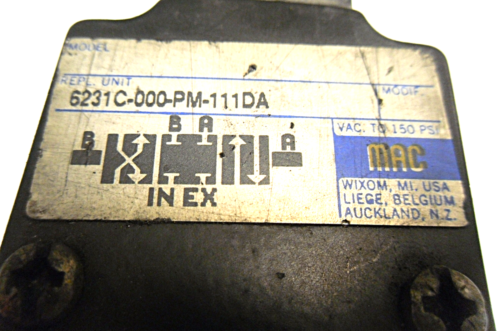 MODEL
REPL. UNIT MODIF.
6231C-000-PM-111DA
VAC. TO 150 PSI
B B A A
IN EX
MAC
WIXOM, MI. USA
LIEGE, BELGIUM
AUCKLAND, N.Z.